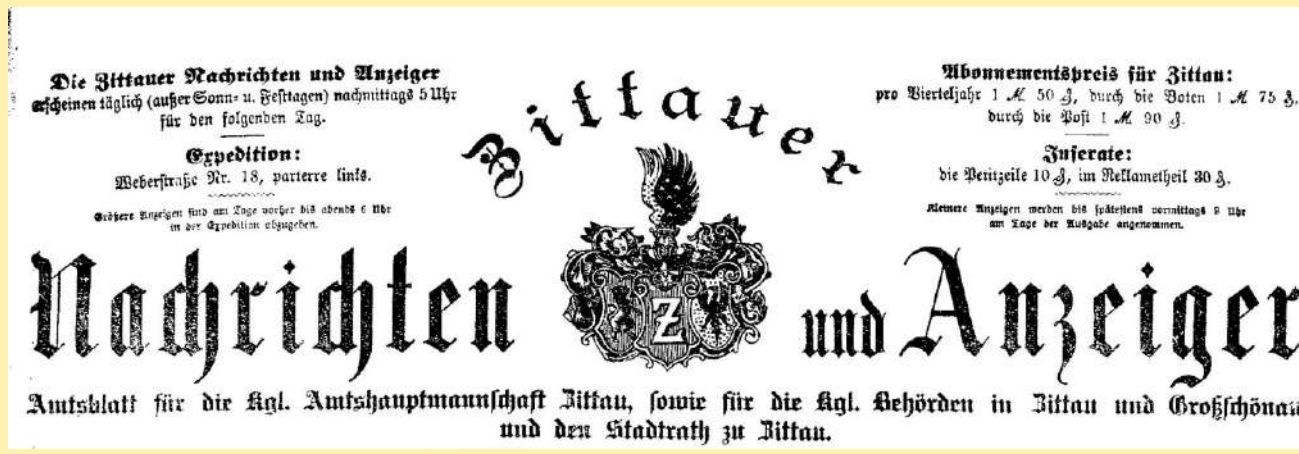 Die Zittauer Nachrichten und Anzeiger
erscheinen täglich (außer Sonn- u. Festtagen) nachmittags 5 Uhr
für den folgenden Tag.
Expedition:
Weberstraße Nr. 18, parterre links.
Größere Anzeigen sind am Tage vorher bis abends 6 Uhr
in der Expedition abzugeben.
Abonnementspreis für Zittau:
pro Vierteljahr 1 ℳ 50 ₰, durch die Boten 1 ℳ 75 ₰,
durch die Post 1 ℳ 90 ₰.
Inserate:
die Petitzeile 10 ₰, im Reklametheil 30 ₰.
Kleinere Anzeigen werden bis spätestens vormittags 9 Uhr
am Tage der Ausgabe angenommen.
Zittauer
Z
Nachrichten und Anzeiger
Amtsblatt für die Kgl. Amtshauptmannschaft Zittau, sowie für die Kgl. Behörden in Zittau und Großschönau
und den Stadtrath zu Zittau.